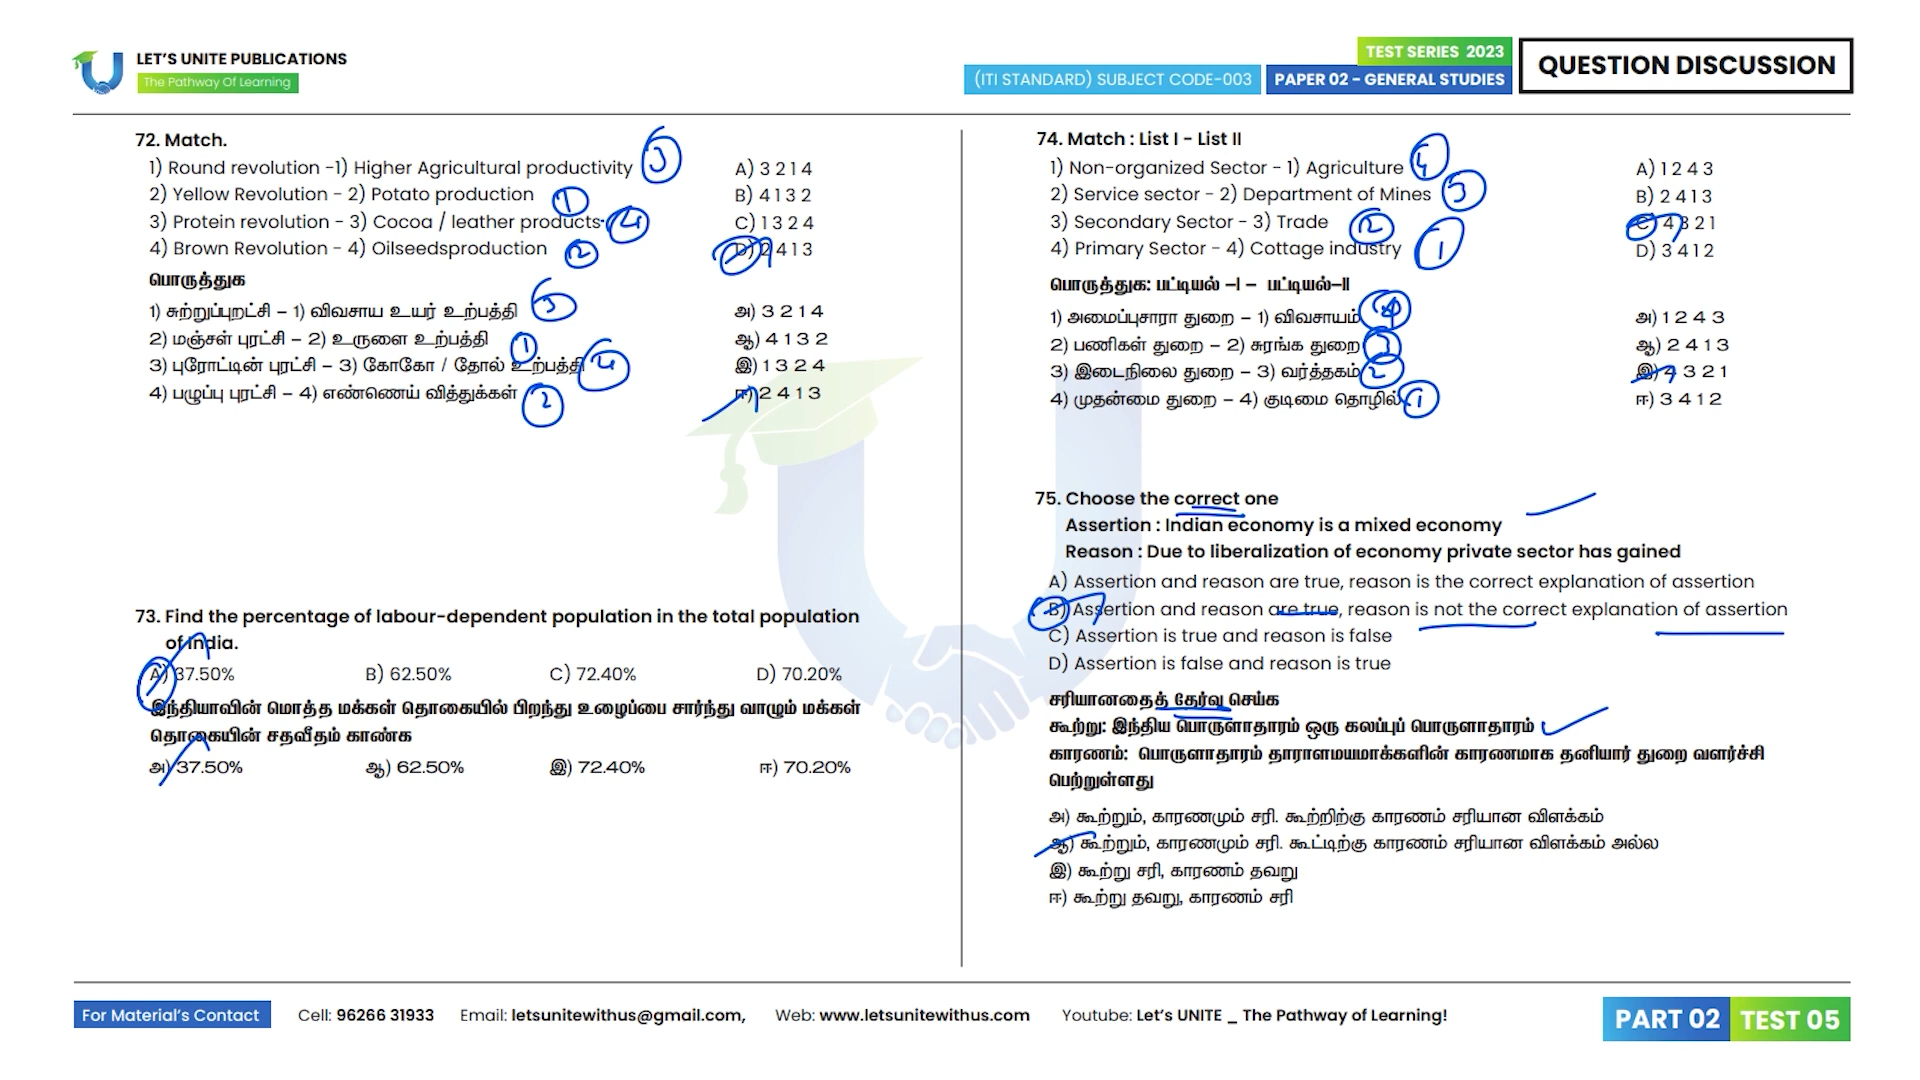 LET'S UNITE PUBLICATIONS
The Pathway Of Learning
TEST SERIES 2023
(ITI STANDARD) SUBJECT CODE-003
PAPER 02 - GENERAL STUDIES
QUESTION DISCUSSION
72. Match.
1) Round revolution -1) Higher Agricultural productivity 3
A) 3 2 1 4
2) Yellow Revolution - 2) Potato production 1
B) 4 1 3 2
3) Protein revolution - 3) Cocoa / leather products 4
C) 1 3 2 4
4) Brown Revolution - 4) Oilseedsproduction 2
D) 2 4 1 3
பொருத்துக
1) சுற்றுப்புறட்சி – 1) விவசாய உயர் உற்பத்தி 3
அ) 3 2 1 4
2) மஞ்சள் புரட்சி – 2) உருளை உற்பத்தி 1
ஆ) 4 1 3 2
3) புரோட்டின் புரட்சி – 3) கோகோ / தோல் உற்பத்தி 4
இ) 1 3 2 4
4) பழுப்பு புரட்சி – 4) எண்ணெய் வித்துக்கள் 2
ஈ) 2 4 1 3
73. Find the percentage of labour-dependent population in the total population
of India.
A) 37.50% B) 62.50% C) 72.40% D) 70.20%
இந்தியாவின் மொத்த மக்கள் தொகையில் பிறந்து உழைப்பை சார்ந்து வாழும் மக்கள்
தொகையின் சதவீதம் காண்க
அ) 37.50% ஆ) 62.50% இ) 72.40% ஈ) 70.20%
74. Match : List I - List II
1) Non-organized Sector - 1) Agriculture 4
A) 1 2 4 3
2) Service sector - 2) Department of Mines 3
B) 2 4 1 3
3) Secondary Sector - 3) Trade 2
C) 4 3 2 1
4) Primary Sector - 4) Cottage industry 1
D) 3 4 1 2
பொருத்துக: பட்டியல் –I – பட்டியல்–II
1) அமைப்புசாரா துறை – 1) விவசாயம் 4
அ) 1 2 4 3
2) பணிகள் துறை – 2) சுரங்க துறை 3
ஆ) 2 4 1 3
3) இடைநிலை துறை – 3) வர்த்தகம் 2
இ) 4 3 2 1
4) முதன்மை துறை – 4) குடிமை தொழில் 1
ஈ) 3 4 1 2
75. Choose the correct one
Assertion : Indian economy is a mixed economy
Reason : Due to liberalization of economy private sector has gained
A) Assertion and reason are true, reason is the correct explanation of assertion
B) Assertion and reason are true, reason is not the correct explanation of assertion
C) Assertion is true and reason is false
D) Assertion is false and reason is true
சரியானதைத் தேர்வு செய்க
கூற்று: இந்திய பொருளாதாரம் ஒரு கலப்புப் பொருளாதாரம்
காரணம்: பொருளாதாரம் தாராளமயமாக்களின் காரணமாக தனியார் துறை வளர்ச்சி
பெற்றுள்ளது
அ) கூற்றும், காரணமும் சரி. கூற்றிற்கு காரணம் சரியான விளக்கம்
ஆ) கூற்றும், காரணமும் சரி. கூட்டிற்கு காரணம் சரியான விளக்கம் அல்ல
இ) கூற்று சரி, காரணம் தவறு
ஈ) கூற்று தவறு, காரணம் சரி
For Material's Contact Cell: 96266 31933 Email: letsunitewithus@gmail.com, Web: www.letsunitewithus.com Youtube: Let's UNITE _ The Pathway of Learning!
PART 02 TEST 05